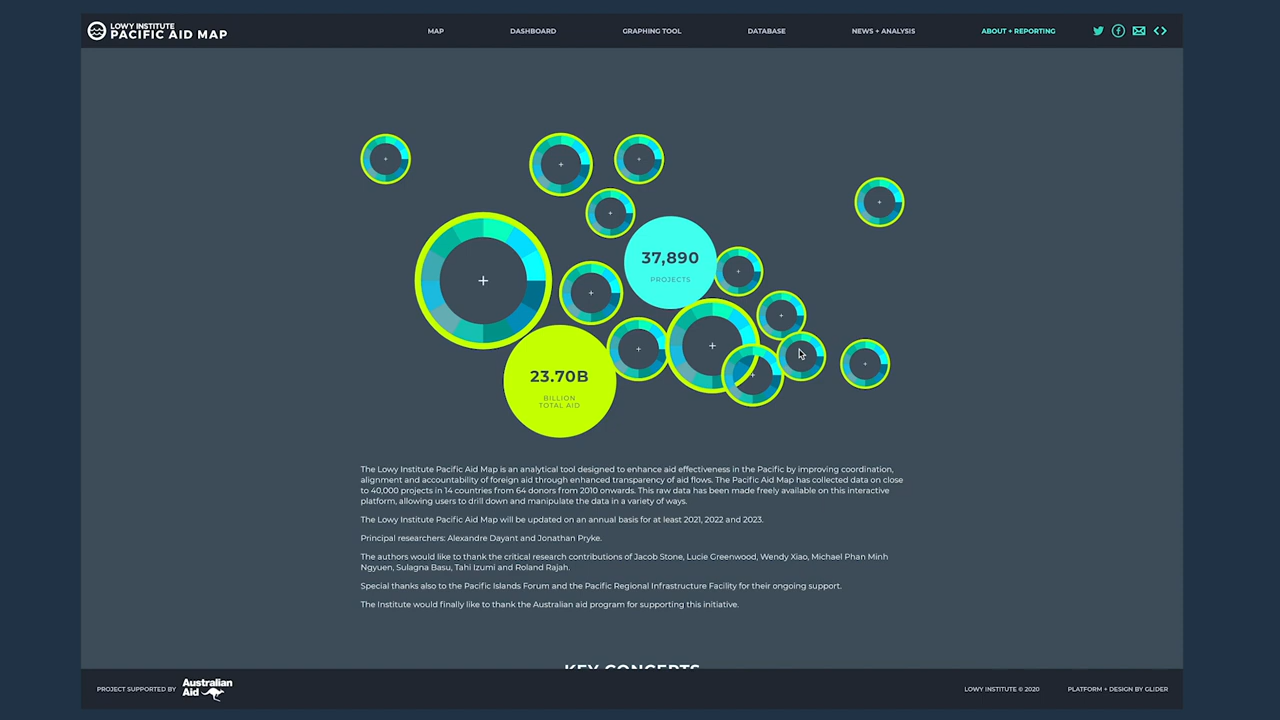 LOWY INSTITUTE
PACIFIC AID MAP
MAP
DASHBOARD
GRAPHING TOOL
DATABASE
NEWS + ANALYSIS
ABOUT + REPORTING
37,890
PROJECTS
23.70B
BILLION
TOTAL AID
The Lowy Institute Pacific Aid Map is an analytical tool designed to enhance aid effectiveness in the Pacific by improving coordination,
alignment and accountability of foreign aid through enhanced transparency of aid flows. The Pacific Aid Map has collected data on close
to 40,000 projects in 14 countries from 64 donors from 2010 onwards. This raw data has been made freely available on this interactive
platform, allowing users to drill down and manipulate the data in a variety of ways.
The Lowy Institute Pacific Aid Map will be updated on an annual basis for at least 2021, 2022 and 2023.
Principal researchers: Alexandre Dayant and Jonathan Pryke.
The authors would like to thank the critical research contributions of Jacob Stone, Lucie Greenwood, Wendy Xiao, Michael Phan Minh
Ngyuen, Sulagna Basu, Tahi Izumi and Roland Rajah.
Special thanks also to the Pacific Islands Forum and the Pacific Regional Infrastructure Facility for their ongoing support.
The Institute would finally like to thank the Australian aid program for supporting this initiative.
KEY CONCEPTS
PROJECT SUPPORTED BY
Australian
Aid
LOWY INSTITUTE © 2020
PLATFORM + DESIGN BY GLIDER